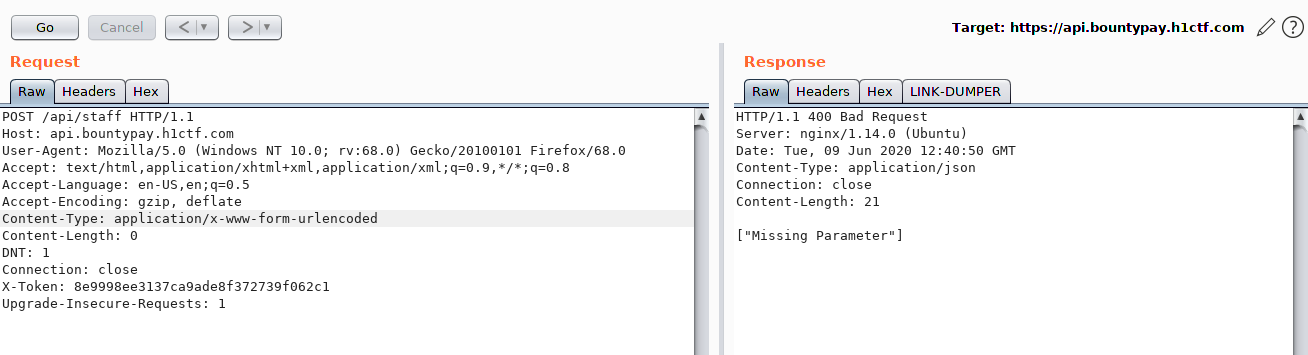 Go Cancel < > Target: https://api.bountypay.h1ctf.com ?
Request
Raw Headers Hex
POST /api/staff HTTP/1.1
Host: api.bountypay.h1ctf.com
User-Agent: Mozilla/5.0 (Windows NT 10.0; rv:68.0) Gecko/20100101 Firefox/68.0
Accept: text/html,application/xhtml+xml,application/xml;q=0.9,*/*;q=0.8
Accept-Language: en-US,en;q=0.5
Accept-Encoding: gzip, deflate
Content-Type: application/x-www-form-urlencoded
Content-Length: 0
DNT: 1
Connection: close
X-Token: 8e9998ee3137ca9ade8f372739f062c1
Upgrade-Insecure-Requests: 1
Response
Raw Headers Hex LINK-DUMPER
HTTP/1.1 400 Bad Request
Server: nginx/1.14.0 (Ubuntu)
Date: Tue, 09 Jun 2020 12:40:50 GMT
Content-Type: application/json
Connection: close
Content-Length: 21
["Missing Parameter"]